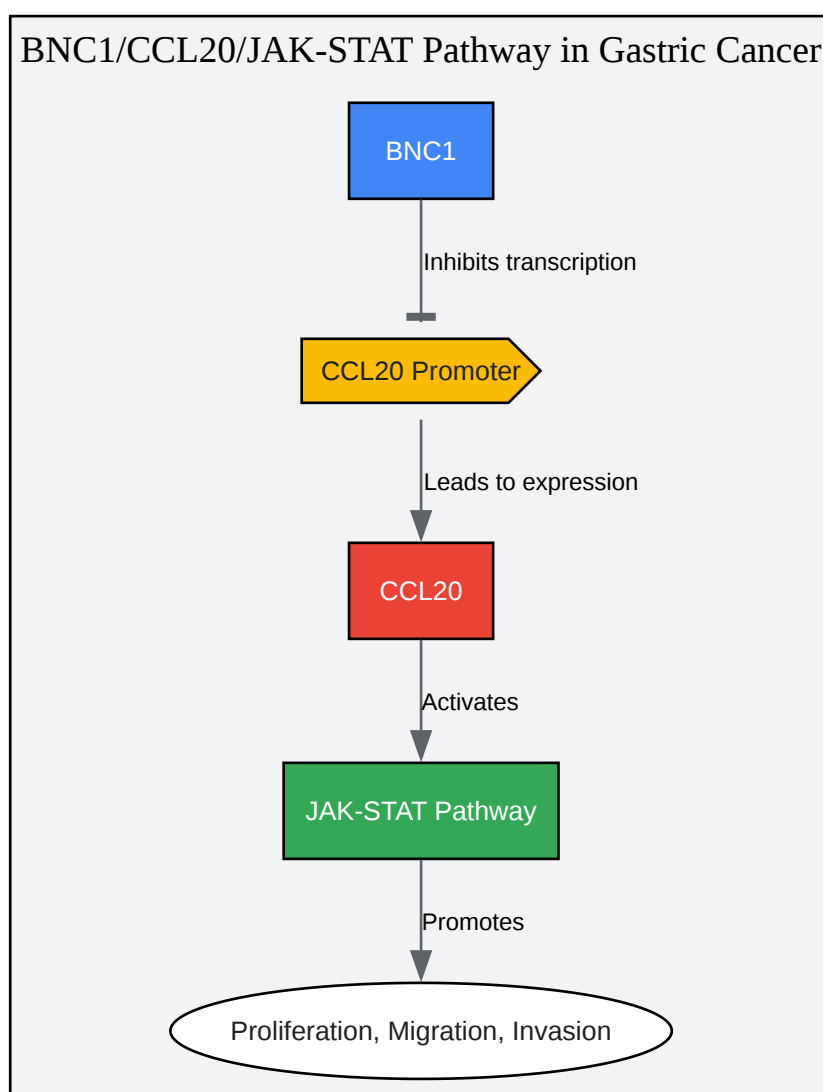 BNC1/CCL20/JAK-STAT Pathway in Gastric Cancer
BNC1
Inhibits transcription
CCL20 Promoter
Leads to expression
CCL20
Activates
JAK-STAT Pathway
Promotes
Proliferation, Migration, Invasion